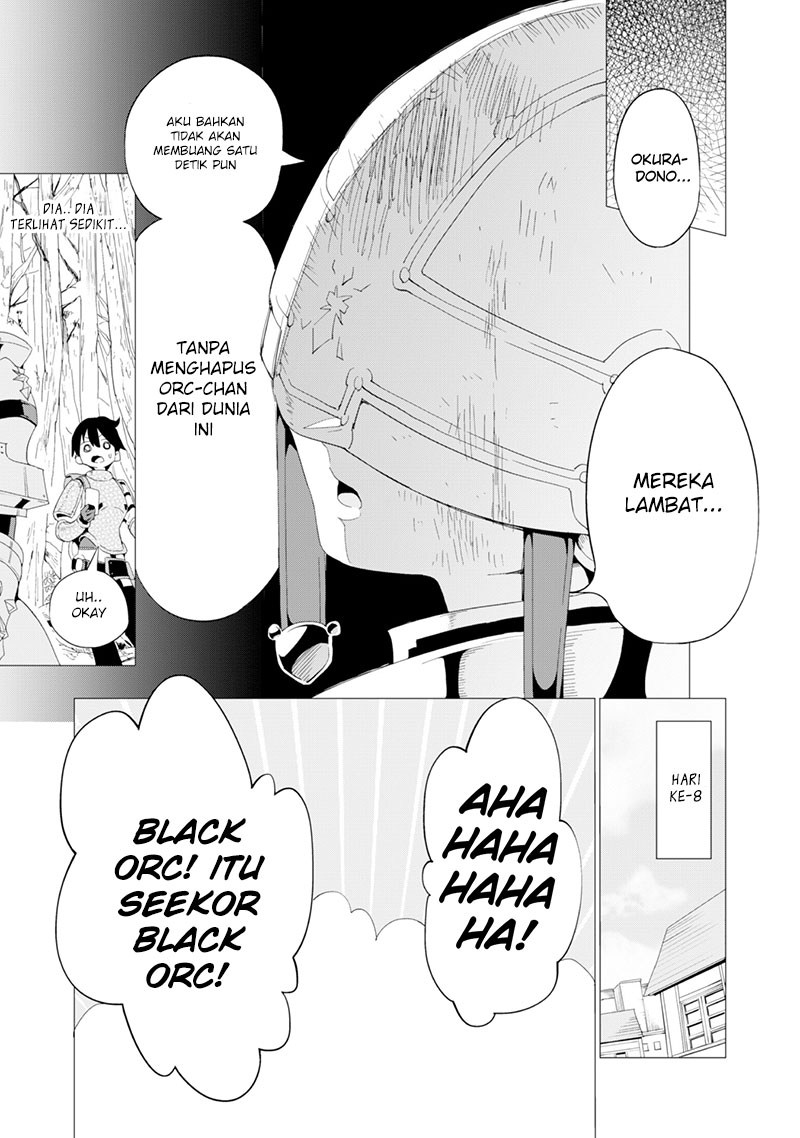 OKURA-
DONO...
MEREKA
LAMBAT...
AKU BAHKAN
TIDAK AKAN
MEMBUANG SATU
DETIK PUN
TANPA
MENGHAPUS
ORC-CHAN
DARI DUNIA
INI
DIA.. DIA
TERLIHAT SEDIKIT...
UH..
OKAY
HARI
KE-8
AHA
HAHA
HAHA
HA!
BLACK
ORC! ITU
SEEKOR
BLACK
ORC!